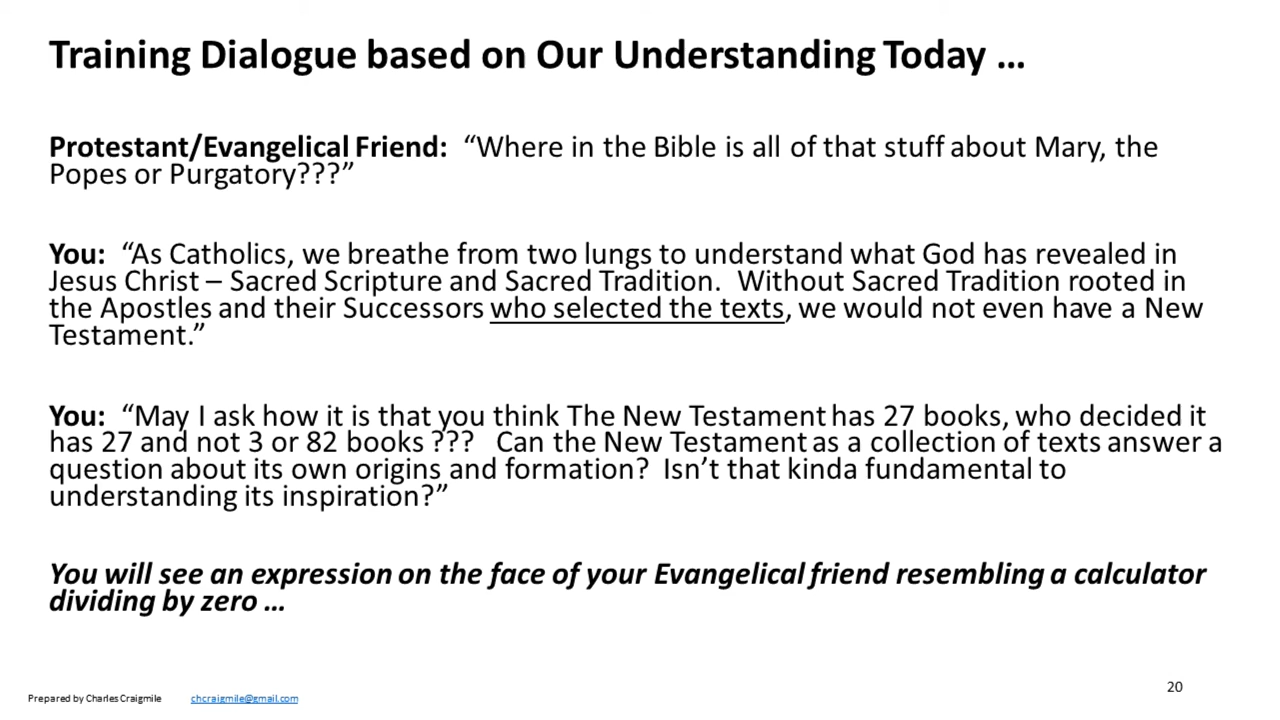 Training Dialogue based on Our Understanding Today …
Protestant/Evangelical Friend: “Where in the Bible is all of that stuff about Mary, the
Popes or Purgatory???”
You: “As Catholics, we breathe from two lungs to understand what God has revealed in
Jesus Christ – Sacred Scripture and Sacred Tradition. Without Sacred Tradition rooted in
the Apostles and their Successors who selected the texts, we would not even have a New
Testament.”
You: “May I ask how it is that you think The New Testament has 27 books, who decided it
has 27 and not 3 or 82 books ??? Can the New Testament as a collection of texts answer a
question about its own origins and formation? Isn’t that kinda fundamental to
understanding its inspiration?”
You will see an expression on the face of your Evangelical friend resembling a calculator
dividing by zero …
Prepared by Charles Craigmile chcraigmile@gmail.com
20